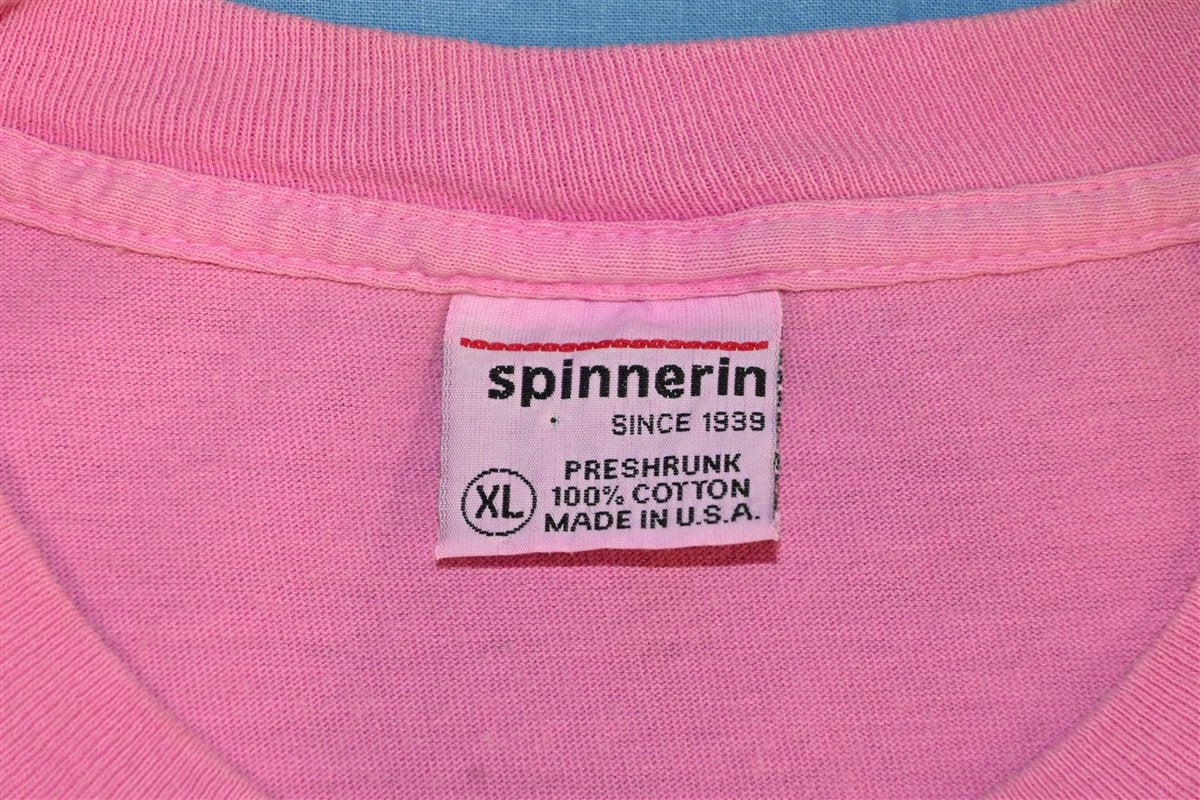 spinnerin
SINCE 1939
PRESHRUNK
XL 100% COTTON
MADE IN U.S.A.